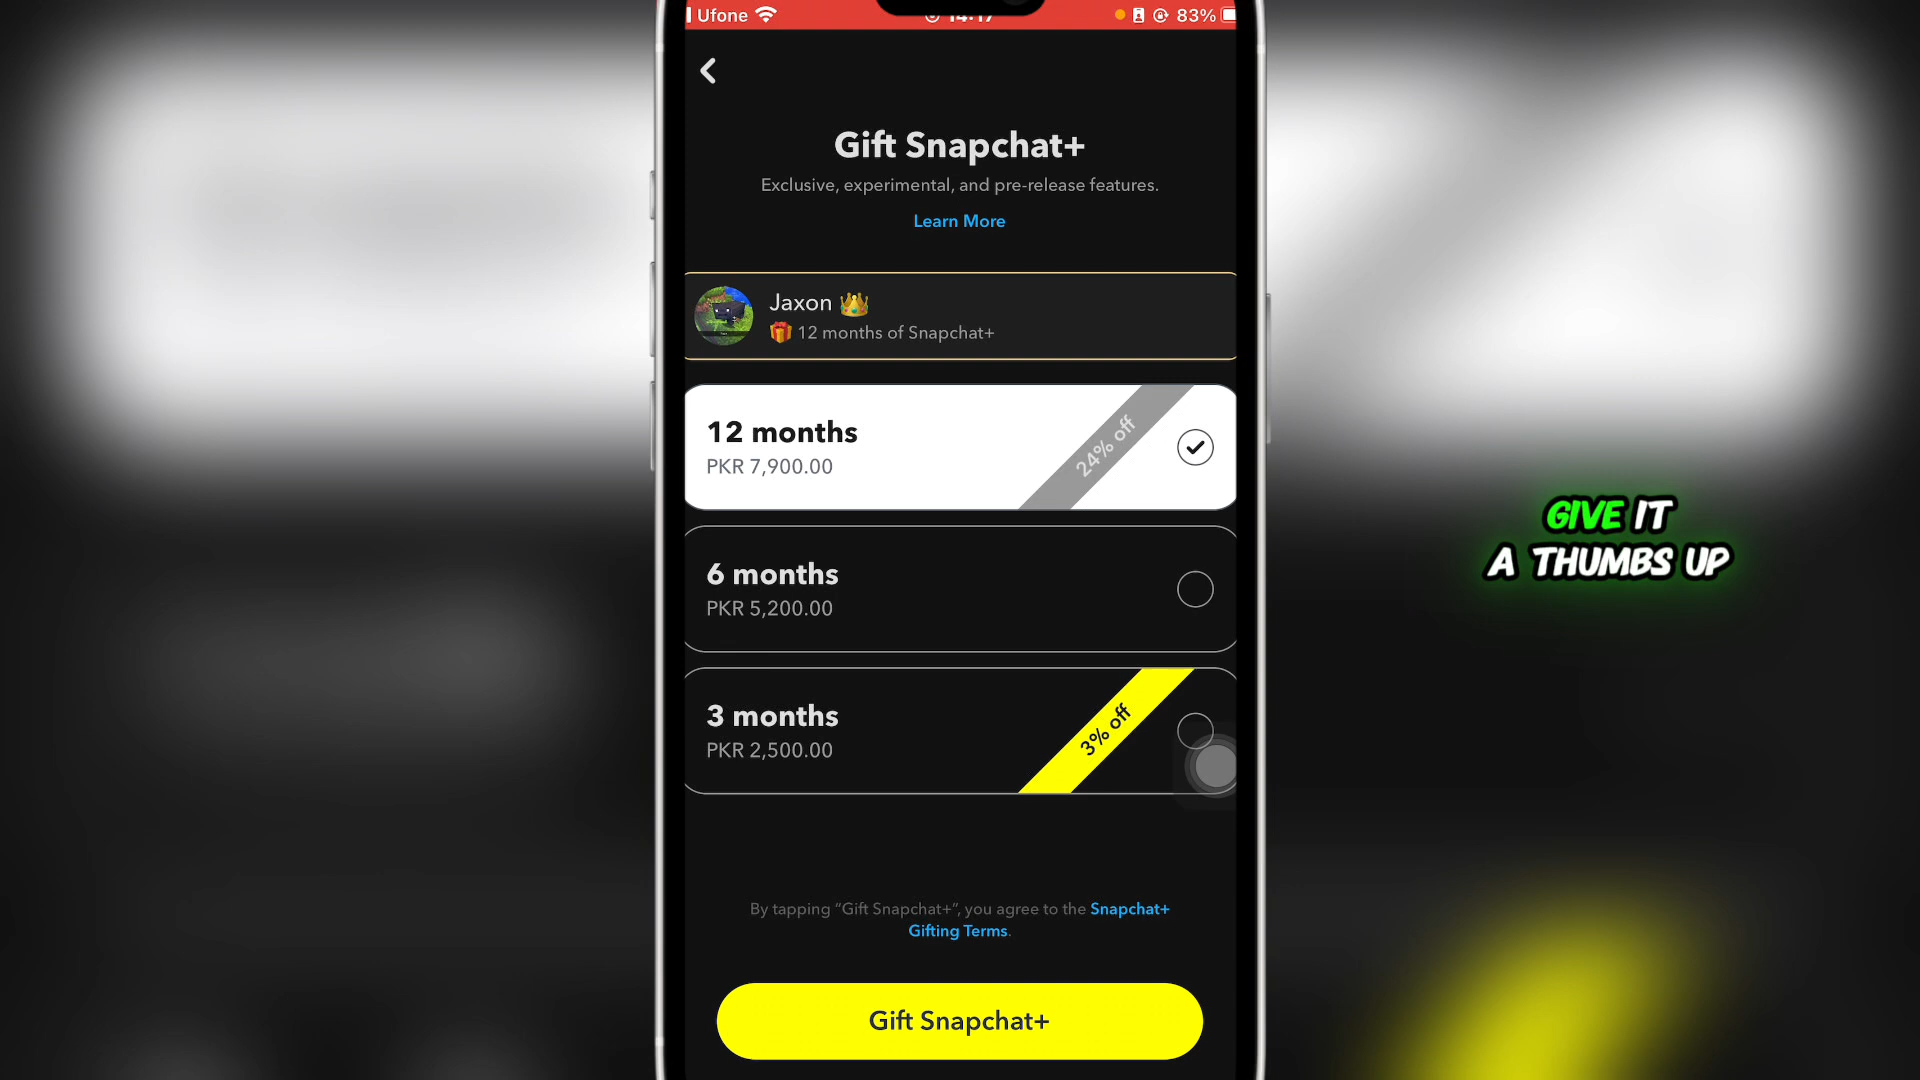 Ufone
14:17
83%
Gift Snapchat+
Exclusive, experimental, and pre-release features.
Learn More
Jaxon 👑
🎁 12 months of Snapchat+
12 months
PKR 7,900.00
24% off
6 months
PKR 5,200.00
3 months
PKR 2,500.00
3% off
GIVE IT
A THUMBS UP
By tapping “Gift Snapchat+”, you agree to the Snapchat+
Gifting Terms.
Gift Snapchat+